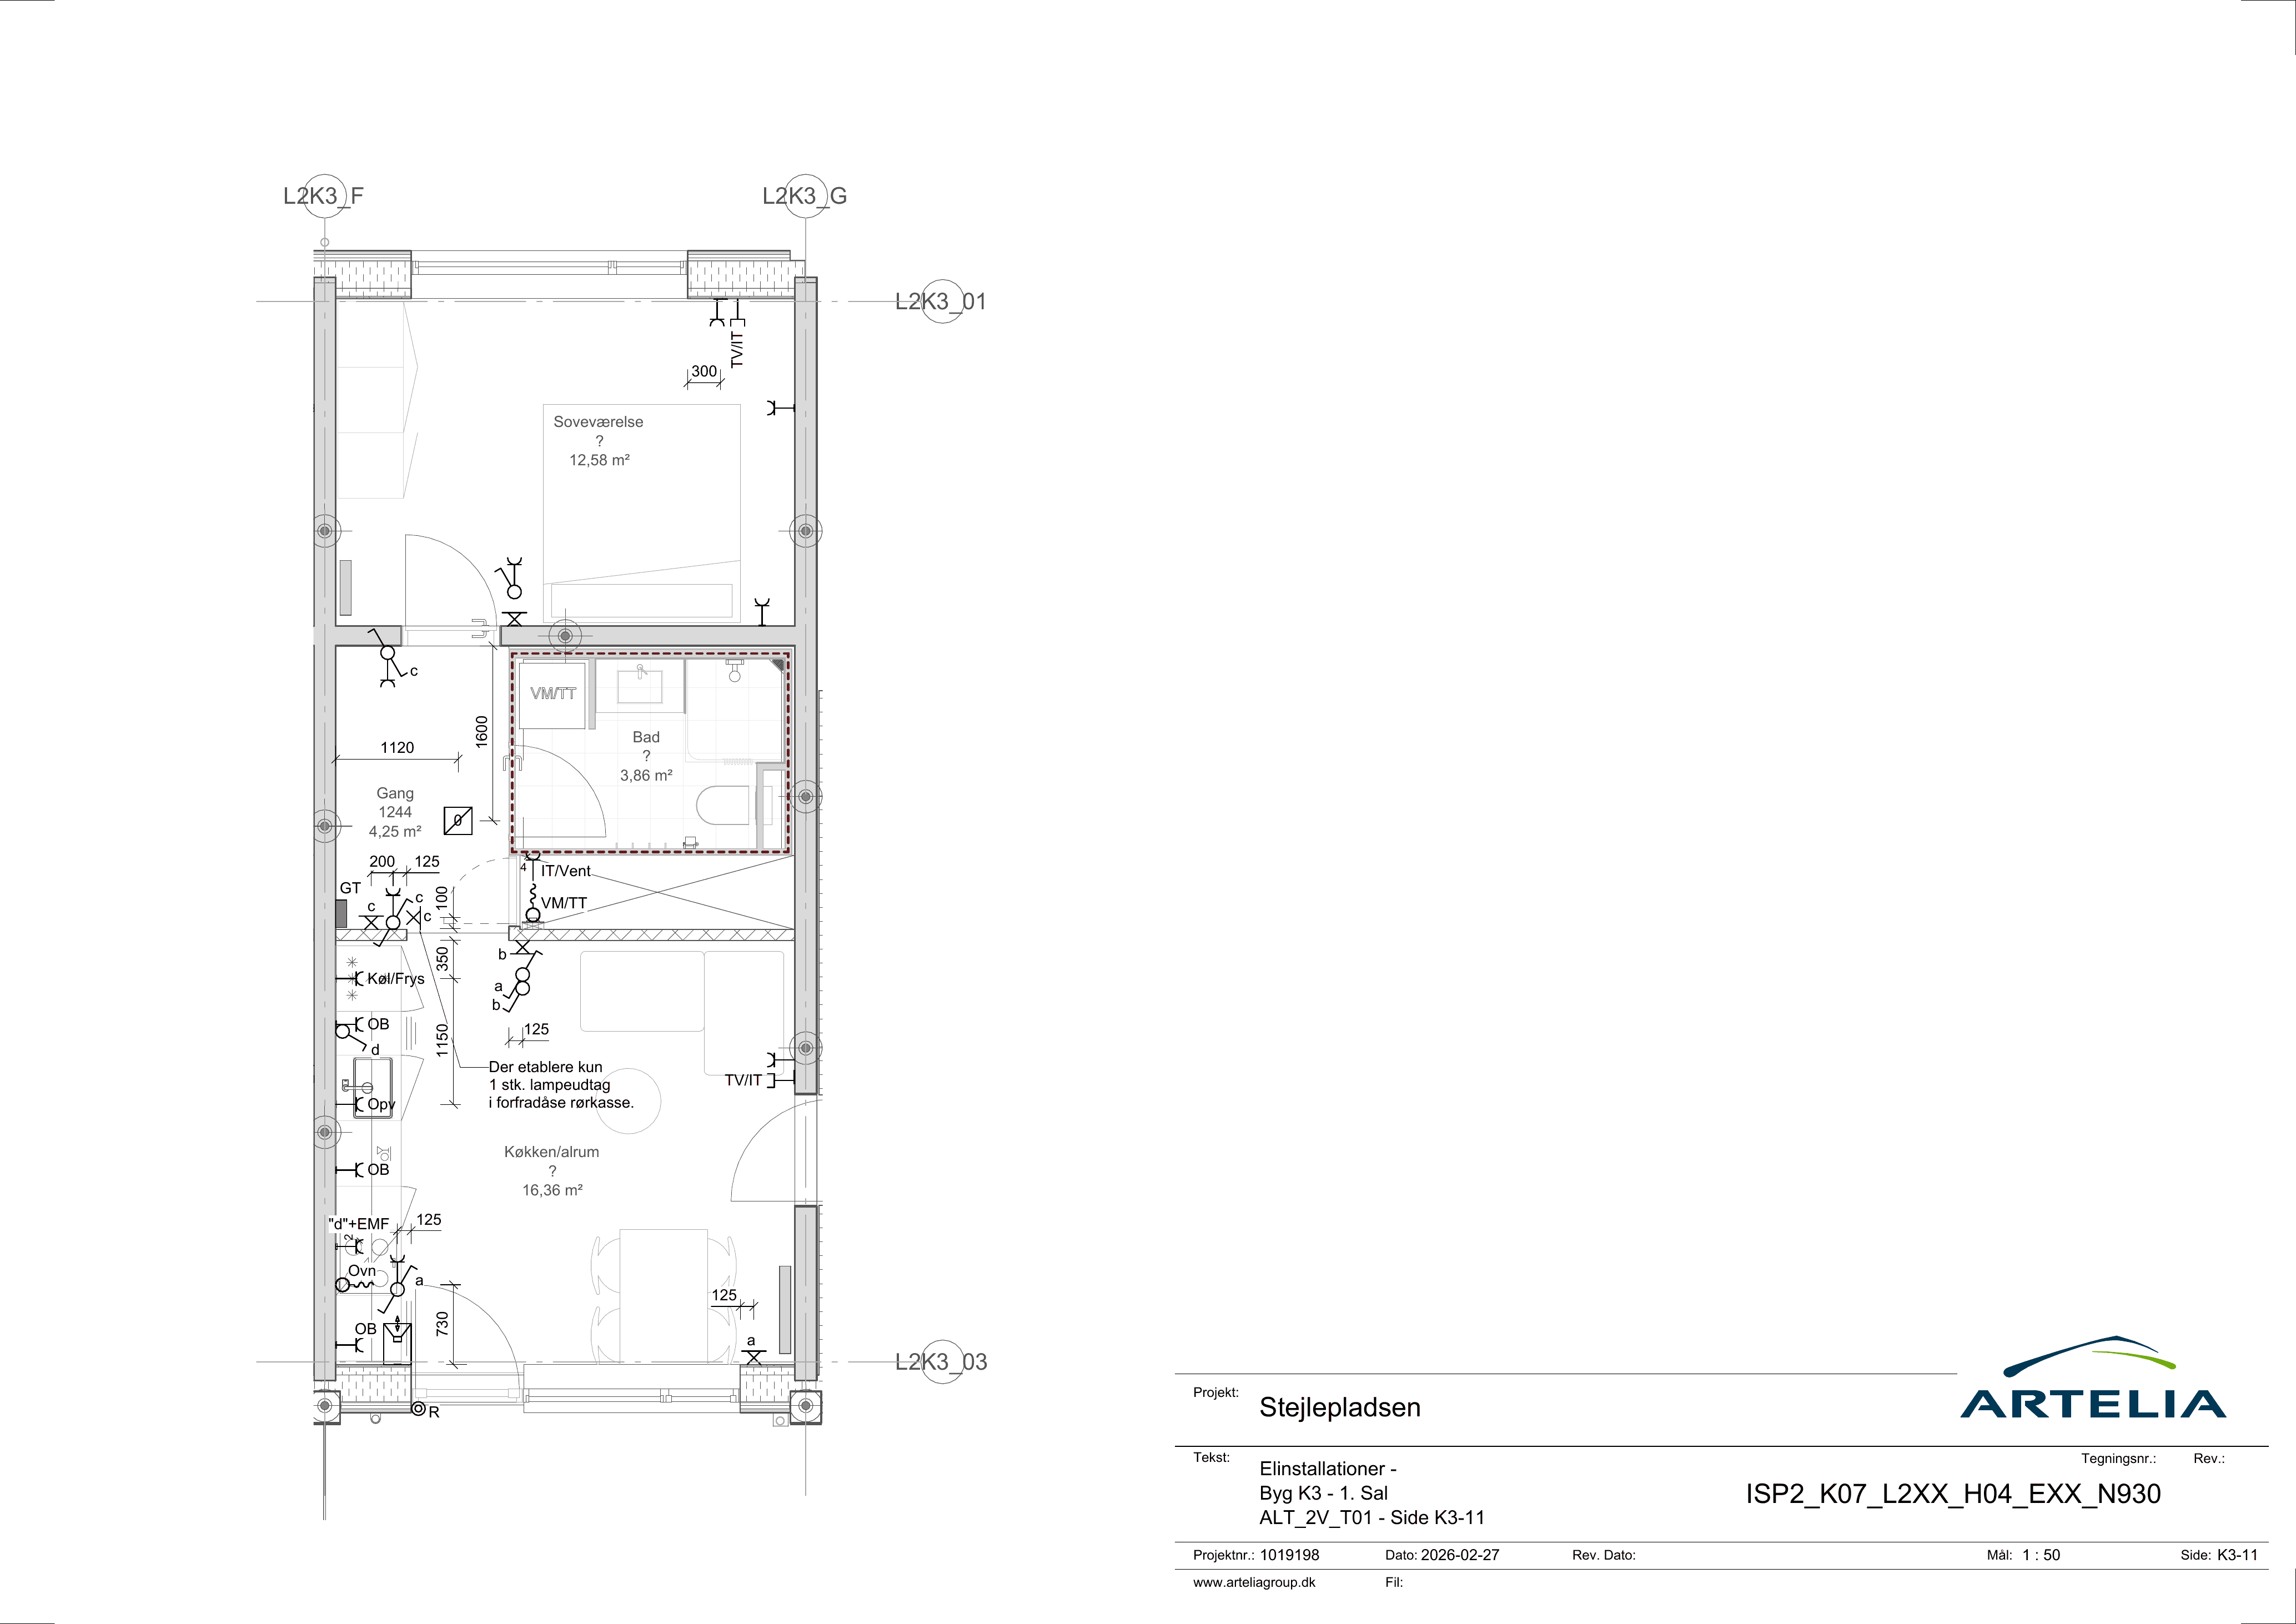 L2K3_F
L2K3_G
L2K3_01
TV/IT
300
Soveværelse
?
12,58 m²
c
VM/TT
1600
1120
Bad
?
3,86 m²
Gang
1244
4,25 m²
0
200
125
4
IT/Vent
GT
100
c
c
c
VM/TT
b
350
Køl/Frys
a
b
OB
125
1150
d
Der etablere kun
1 stk. lampeudtag
i forfradåse rørkasse.
TV/IT
Opv
Køkken/alrum
?
16,36 m²
OB
"d"+EMF
125
2
Ovn
a
125
730
OB
a
L2K3_03
R
ARTELIA
Projekt:
Stejlepladsen
Tekst:
Elinstallationer -
Byg K3 - 1. Sal
ALT_2V_T01 - Side K3-11
Tegningsnr.:
Rev.:
ISP2_K07_L2XX_H04_EXX_N930
Projektnr.: 1019198
Dato: 2026-02-27
Rev. Dato:
Mål: 1 : 50
Side: K3-11
www.arteliagroup.dk
Fil: